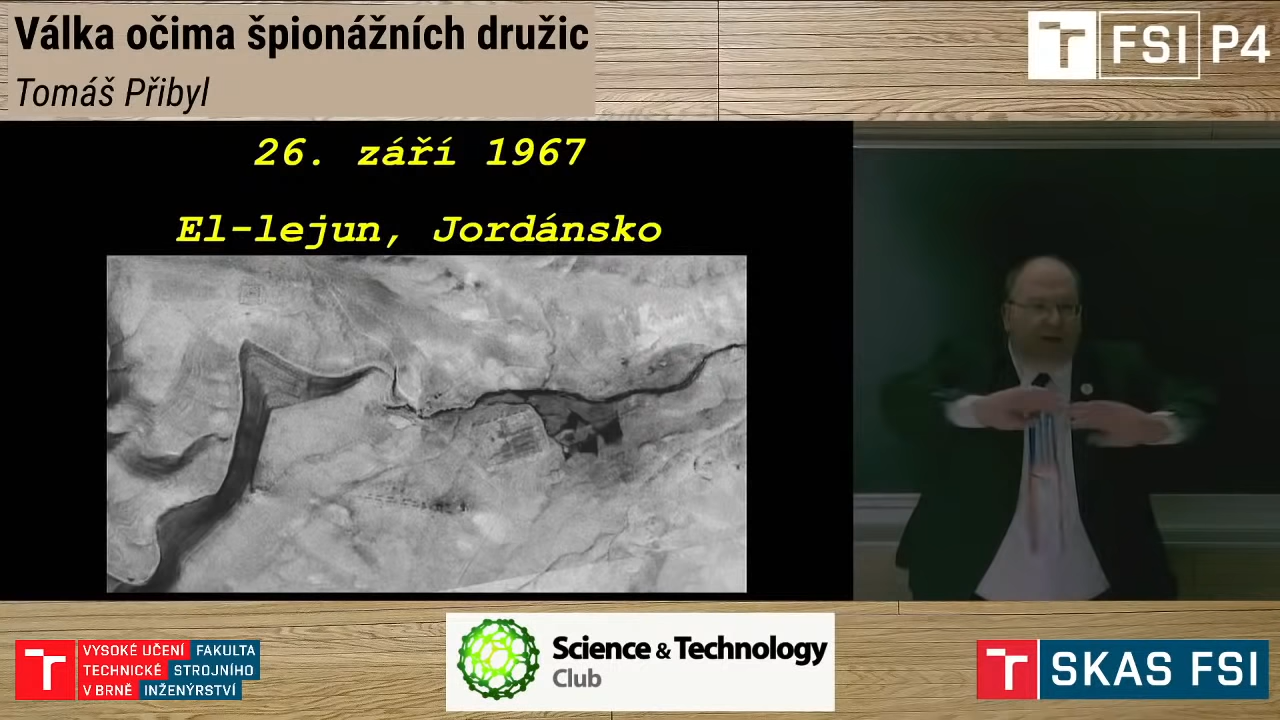 Válka očima špionážních družic
Tomáš Přibyl
FSI P4
26. září 1967
El-lejun, Jordánsko
VYSOKÉ UČENÍ FAKULTA
TECHNICKÉ STROJNÍHO
V BRNĚ INŽENÝRSTVÍ
Science & Technology
Club
SKAS FSI